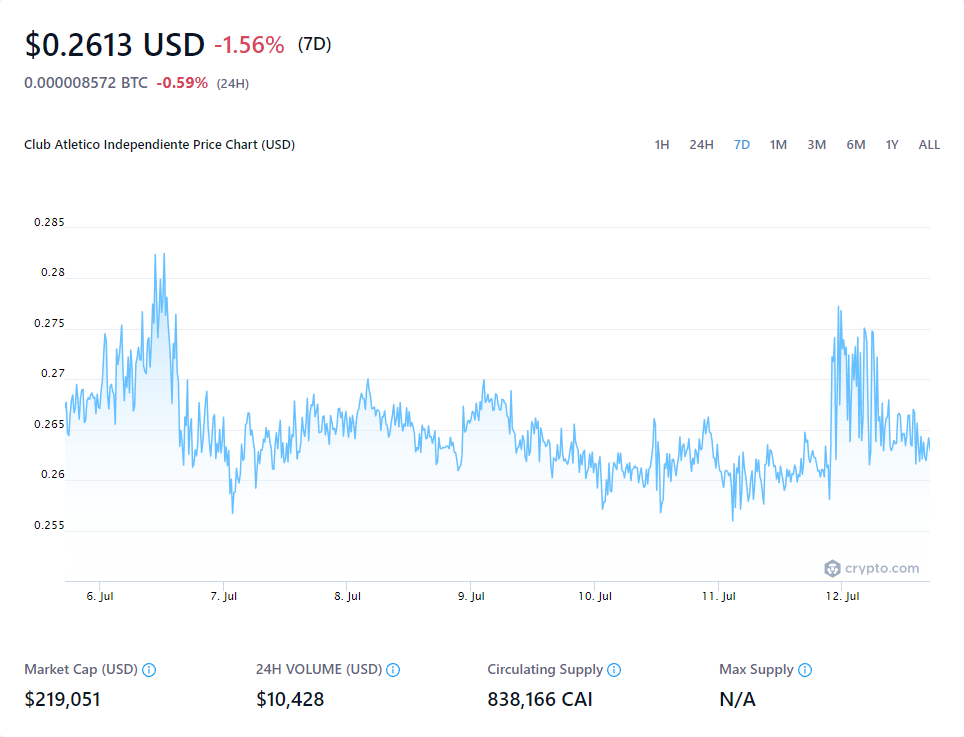 $0.2613 USD -1.56% (7D)
0.000008572 BTC -0.59% (24H)
Club Atletico Independiente Price Chart (USD)
1H 24H 7D 1M 3M 6M 1Y ALL
0.285
0.28
0.275
0.27
0.265
0.26
0.255
crypto.com
6. Jul 7. Jul 8. Jul 9. Jul 10. Jul 11. Jul 12. Jul
Market Cap (USD) 24H VOLUME (USD) Circulating Supply Max Supply
$219,051 $10,428 838,166 CAI N/A